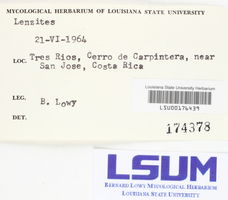 MYCOLOGICAL HERBARIUM OF LOUISIANA STATE UNIVERSITY
Lenzites
21-VI-1964
LOC. Tres Rios, Cerro de Carpintera, near
San Jose, Costa Rica
Louisiana State University Herbarium
LSU00176439
LEG. B. Lowy
DET.
174378
LSUM
BERNARD LOWY MYCOLOGICAL HERBARIUM
LOUISIANA STATE UNIVERSITY